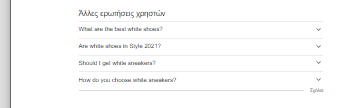 Άλλες ερωτήσεις χρηστών
What are the best white shoes?
Are white shoes in Style 2021?
Should I get white sneakers?
How do you choose white sneakers?
Σχόλια